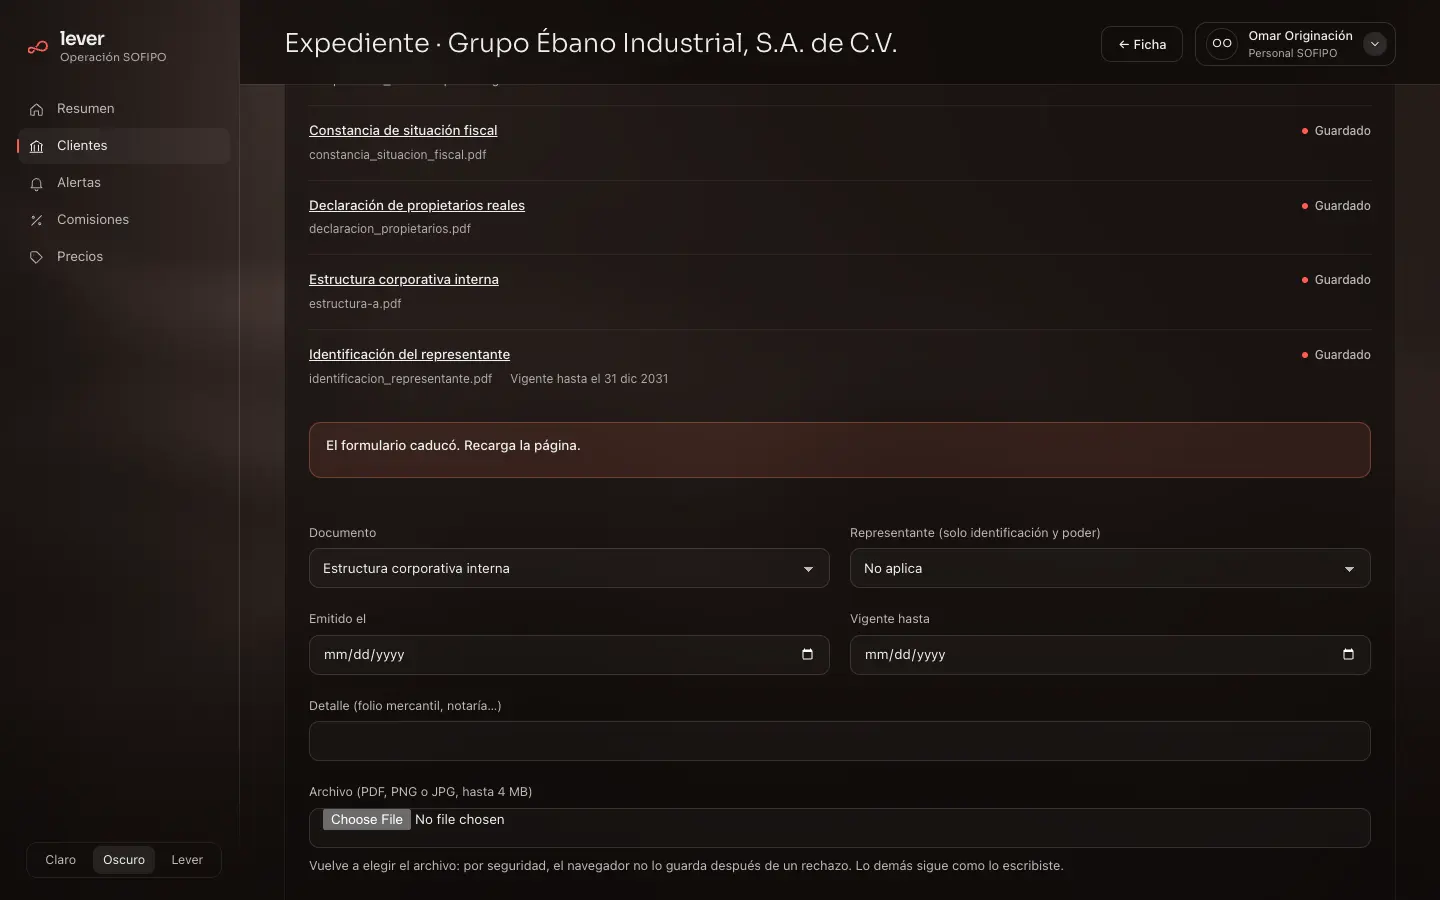 lever
Operación SOFIPO
Resumen
Clientes
Alertas
Comisiones
Precios
Claro
Oscuro
Lever
Expediente · Grupo Ébano Industrial, S.A. de C.V.
← Ficha
OO
Omar Originación
Personal SOFIPO
Constancia de situación fiscal
Guardado
constancia_situacion_fiscal.pdf
Declaración de propietarios reales
Guardado
declaracion_propietarios.pdf
Estructura corporativa interna
Guardado
estructura-a.pdf
Identificación del representante
Guardado
identificacion_representante.pdf Vigente hasta el 31 dic 2031
El formulario caducó. Recarga la página.
Documento
Representante (solo identificación y poder)
Estructura corporativa interna
No aplica
Emitido el
Vigente hasta
mm/dd/yyyy
mm/dd/yyyy
Detalle (folio mercantil, notaría…)
Archivo (PDF, PNG o JPG, hasta 4 MB)
Choose File No file chosen
Vuelve a elegir el archivo: por seguridad, el navegador no lo guarda después de un rechazo. Lo demás sigue como lo escribiste.